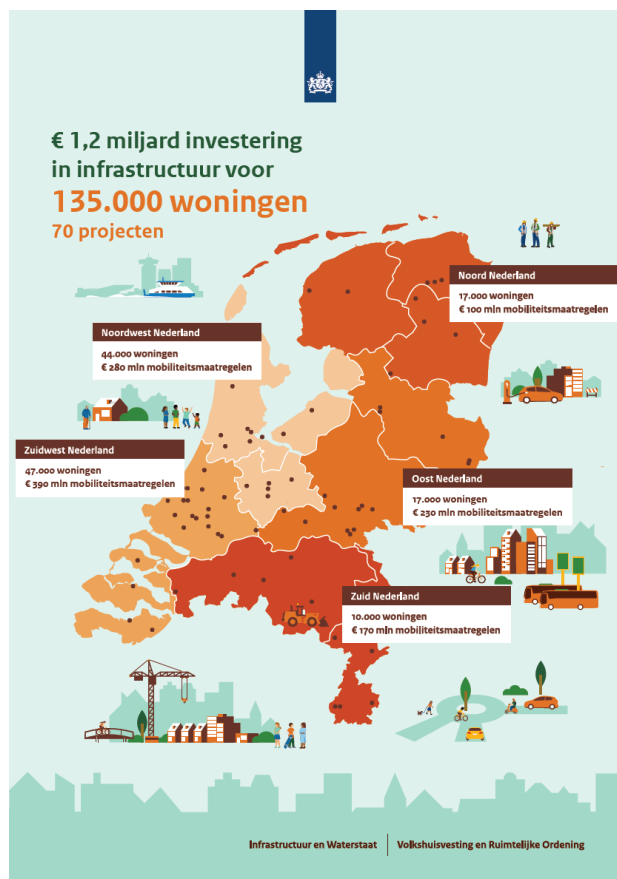 € 1,2 miljard investering
in infrastructuur voor
135.000 woningen
70 projecten
Noord Nederland
17.000 woningen
€ 100 mln mobiliteitsmaatregelen
Noordwest Nederland
44.000 woningen
€ 280 mln mobiliteitsmaatregelen
Zuidwest Nederland
47.000 woningen
€ 390 mln mobiliteitsmaatregelen
Oost Nederland
17.000 woningen
€ 230 mln mobiliteitsmaatregelen
Zuid Nederland
10.000 woningen
€ 170 mln mobiliteitsmaatregelen
Infrastructuur en Waterstaat
Volkshuisvesting en Ruimtelijke Ordening